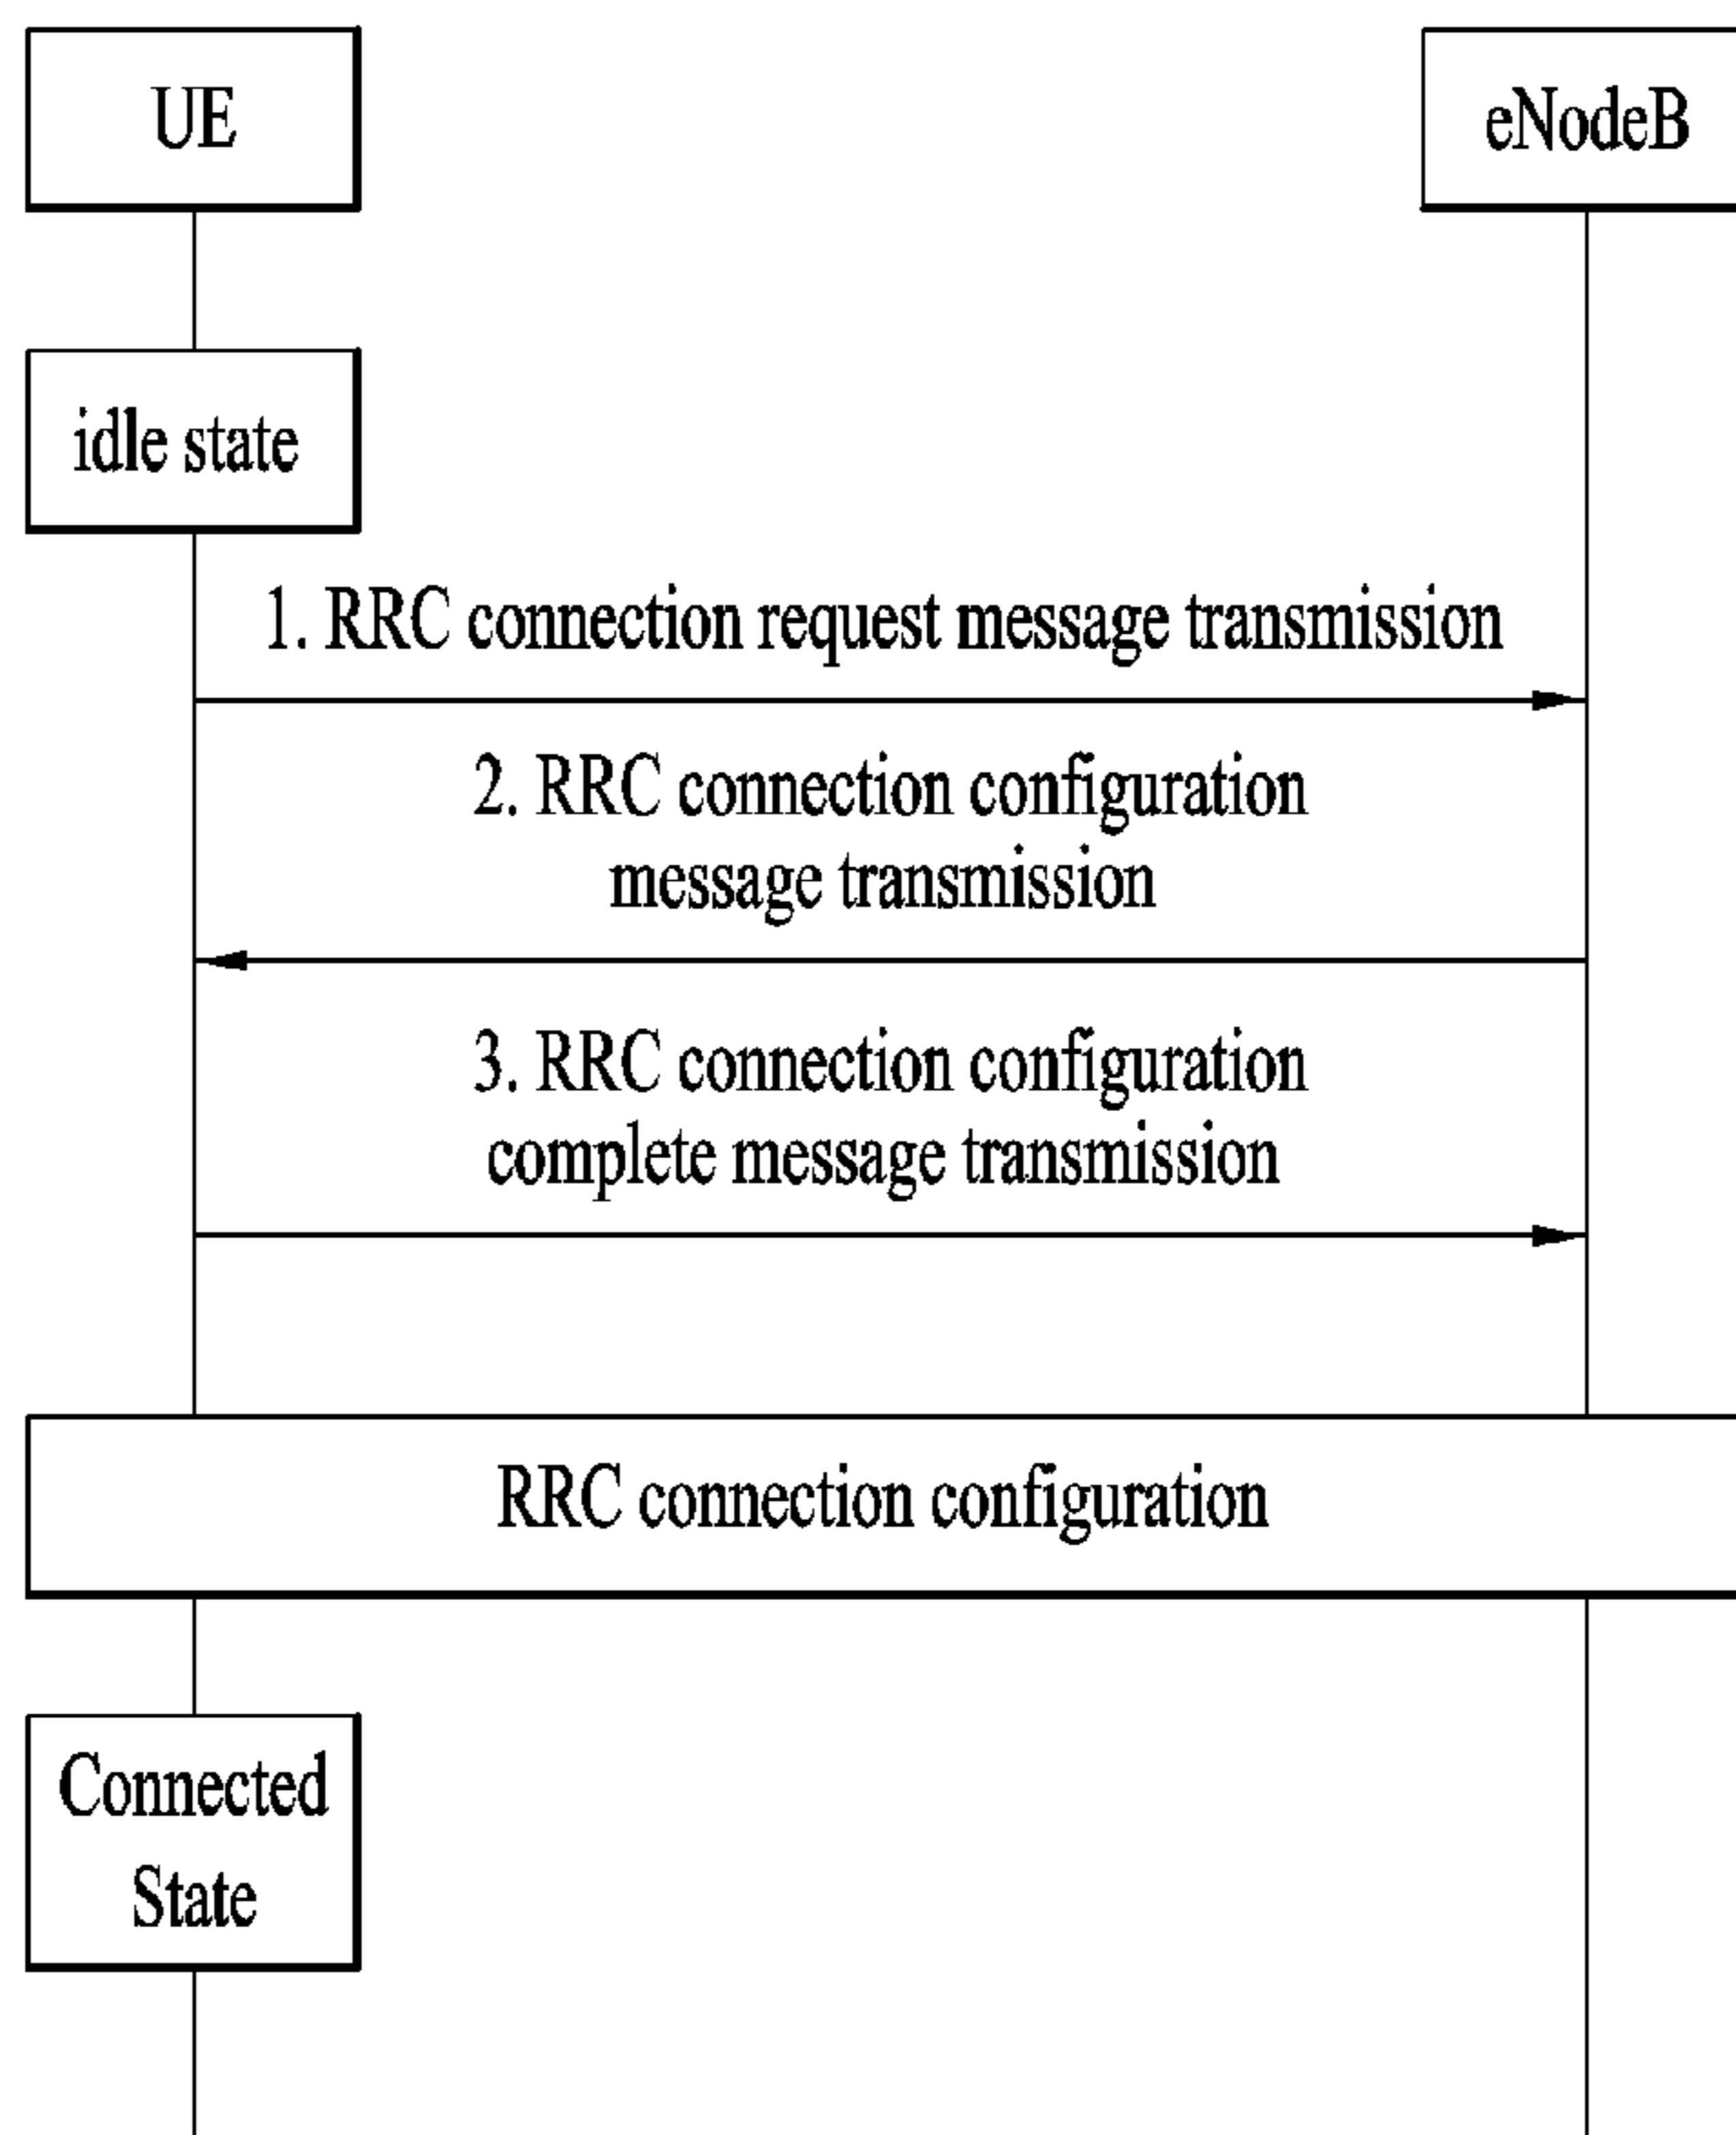 UE
eNodeB
idle state
1. RRC connection request message transmission
2. RRC connection configuration
message transmission
3. RRC connection configuration
complete message transmission
RRC connection configuration
Connected
State